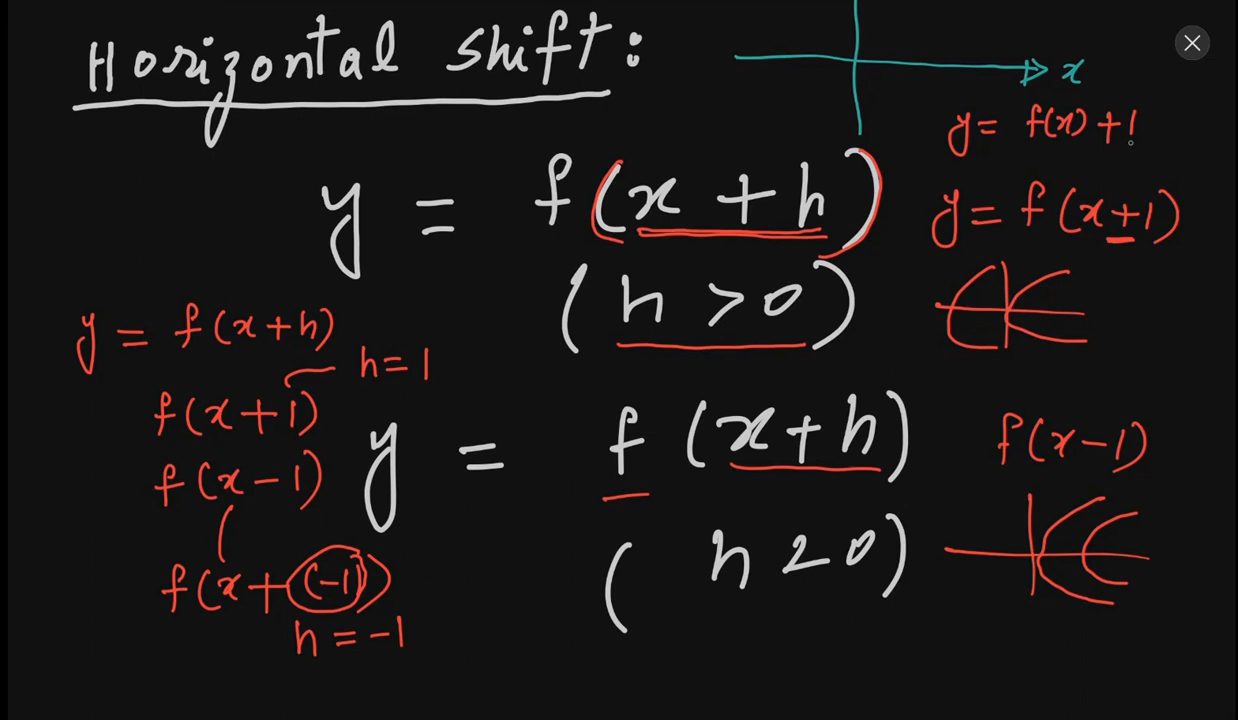 Horizontal shift:
x
y = f(x) + 1
y = f(x + h)
y = f(x+1)
(h > 0)
y = f(x+h)
h = 1
f(x+1)
y = f(x+h)
f(x-1)
f(x-1)
(h < 0)
f(x+(-1))
h = -1